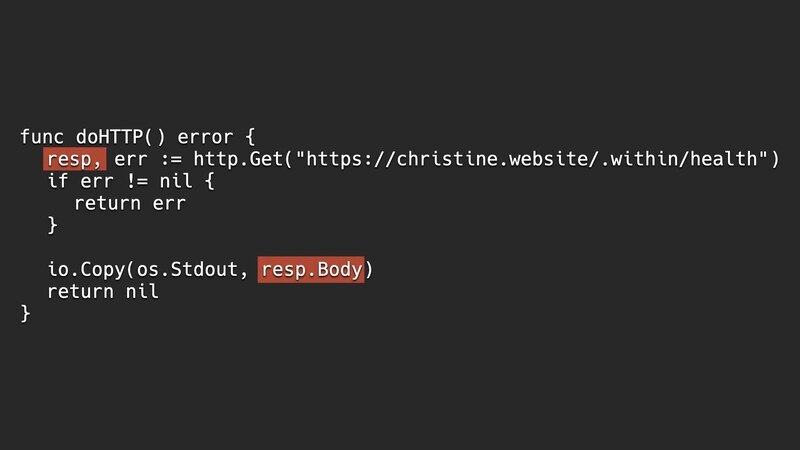 func doHTTP() error {
resp, err := http.Get("https://christine.website/.within/health")
if err != nil {
return err
}
io.Copy(os.Stdout, resp.Body)
return nil
}